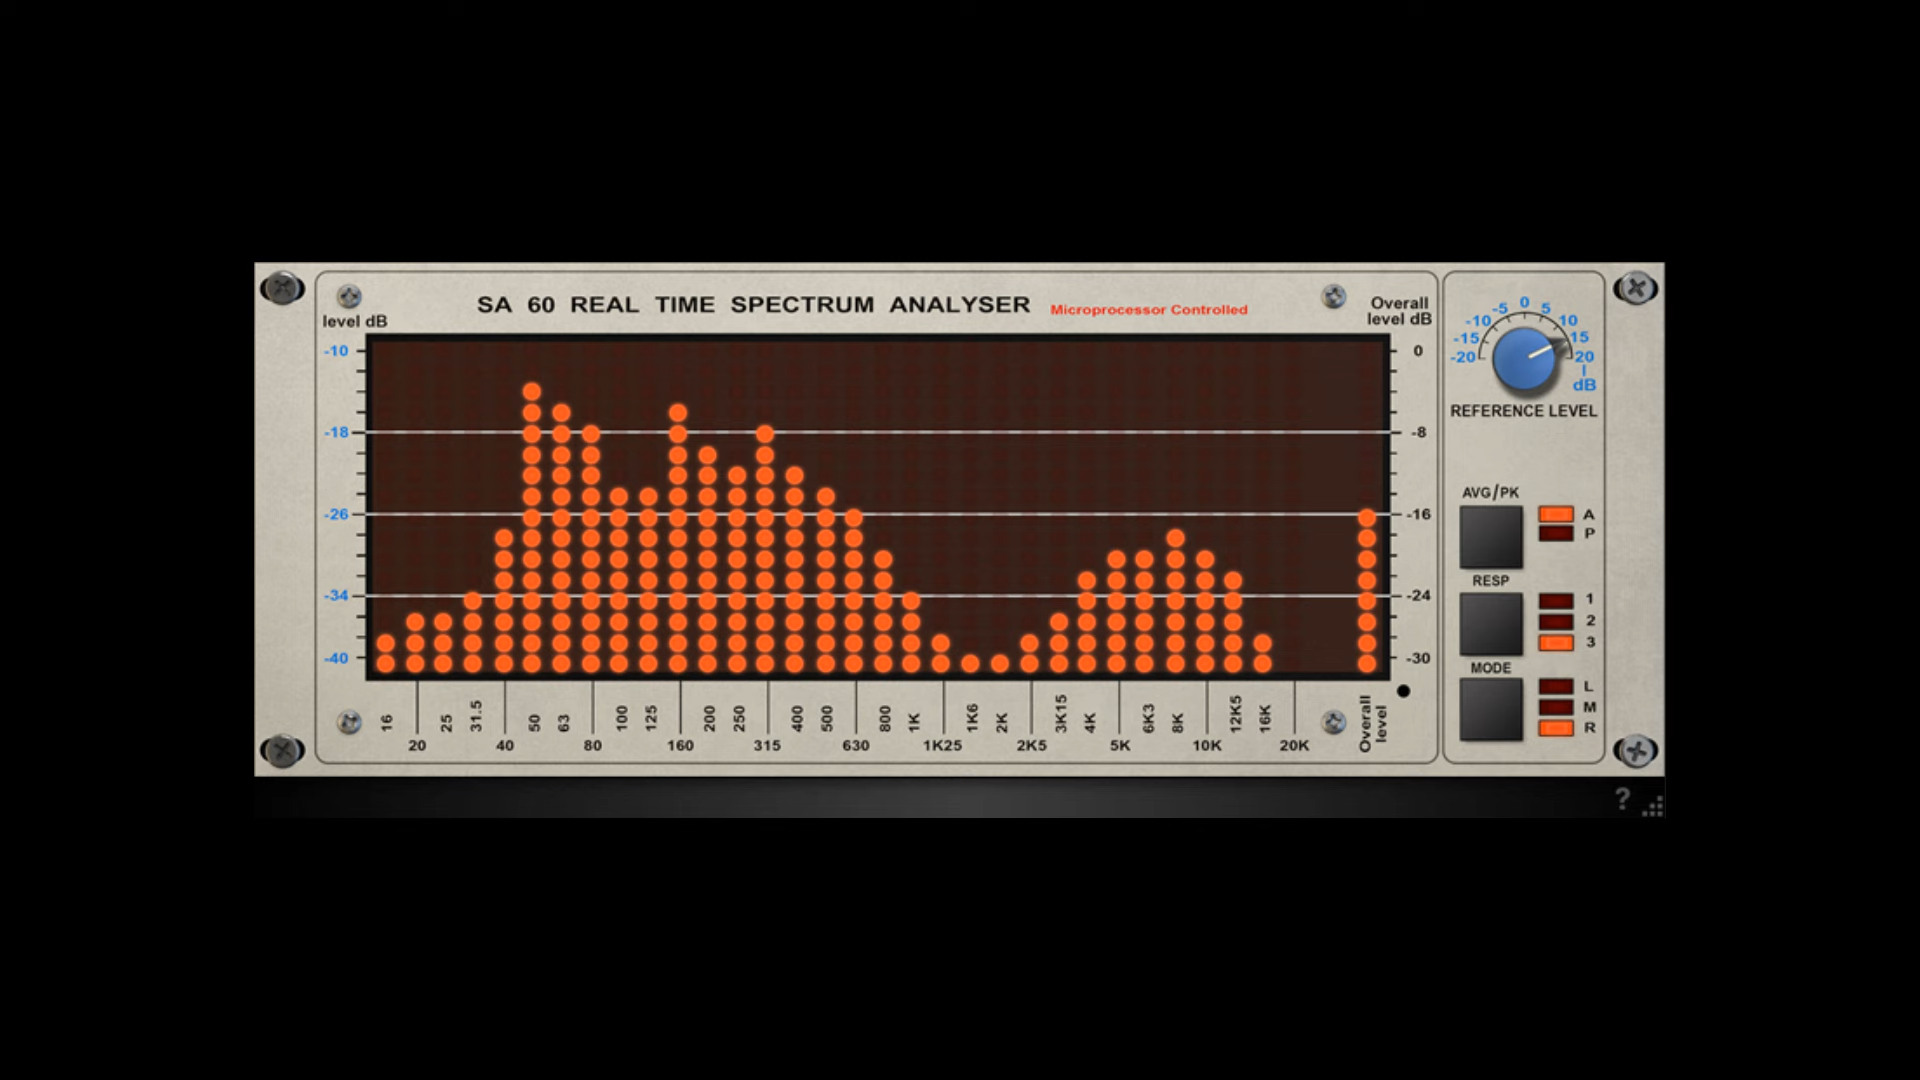 SA 60 REAL TIME SPECTRUM ANALYSER Microprocessor Controlled
level dB
Overall
level dB
-10
-18
-26
-34
-40
0
-8
-16
-24
-30
16
20
25
31.5
40
50
63
80
100
125
160
200
250
315
400
500
630
800
1K
1K25
1K6
2K
2K5
3K15
4K
5K
6K3
8K
10K
12K5
16K
20K
Overall
level
-20
-15
-10
-5
0
5
10
15
20
dB
REFERENCE LEVEL
AVG/PK
A
P
RESP
1
2
3
MODE
L
M
R
?